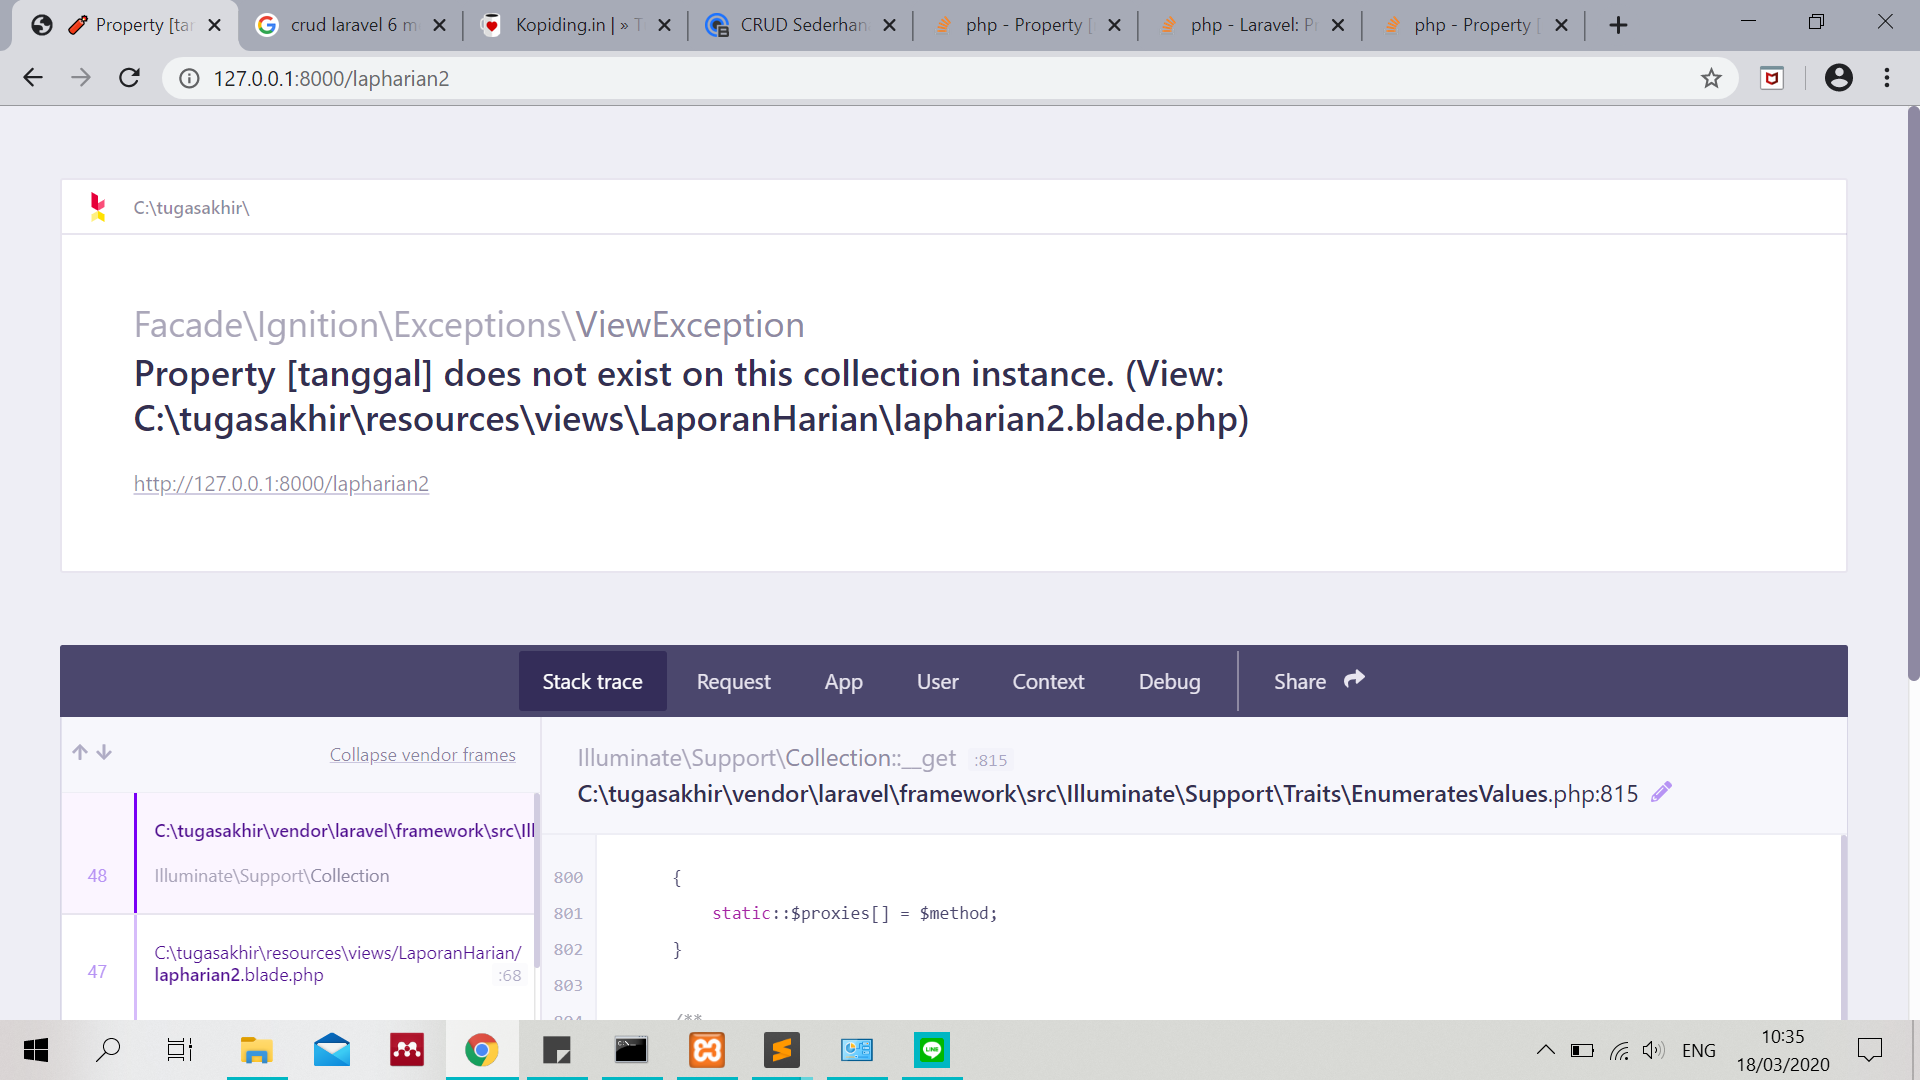 Property [tan
crud laravel 6 m
Kopiding.in | » T
CRUD Sederhan
php - Property [
php - Laravel: P
php - Property [
127.0.0.1:8000/lapharian2
C:\tugasakhir\
Facade\Ignition\Exceptions\ViewException
Property [tanggal] does not exist on this collection instance. (View:
C:\tugasakhir\resources\views\LaporanHarian\lapharian2.blade.php)
http://127.0.0.1:8000/lapharian2
Stack trace
Request
App
User
Context
Debug
Share
Collapse vendor frames
Illuminate\Support\Collection::__get :815
C:\tugasakhir\vendor\laravel\framework\src\Illuminate\Support\Traits\EnumeratesValues.php:815
C:\tugasakhir\vendor\laravel\framework\src\Ill
48
Illuminate\Support\Collection
C:\tugasakhir\resources\views/LaporanHarian/
47
lapharian2.blade.php :68
800 {
801 static::$proxies[] = $method;
802 }
803
804 /**
ENG
10:35
18/03/2020